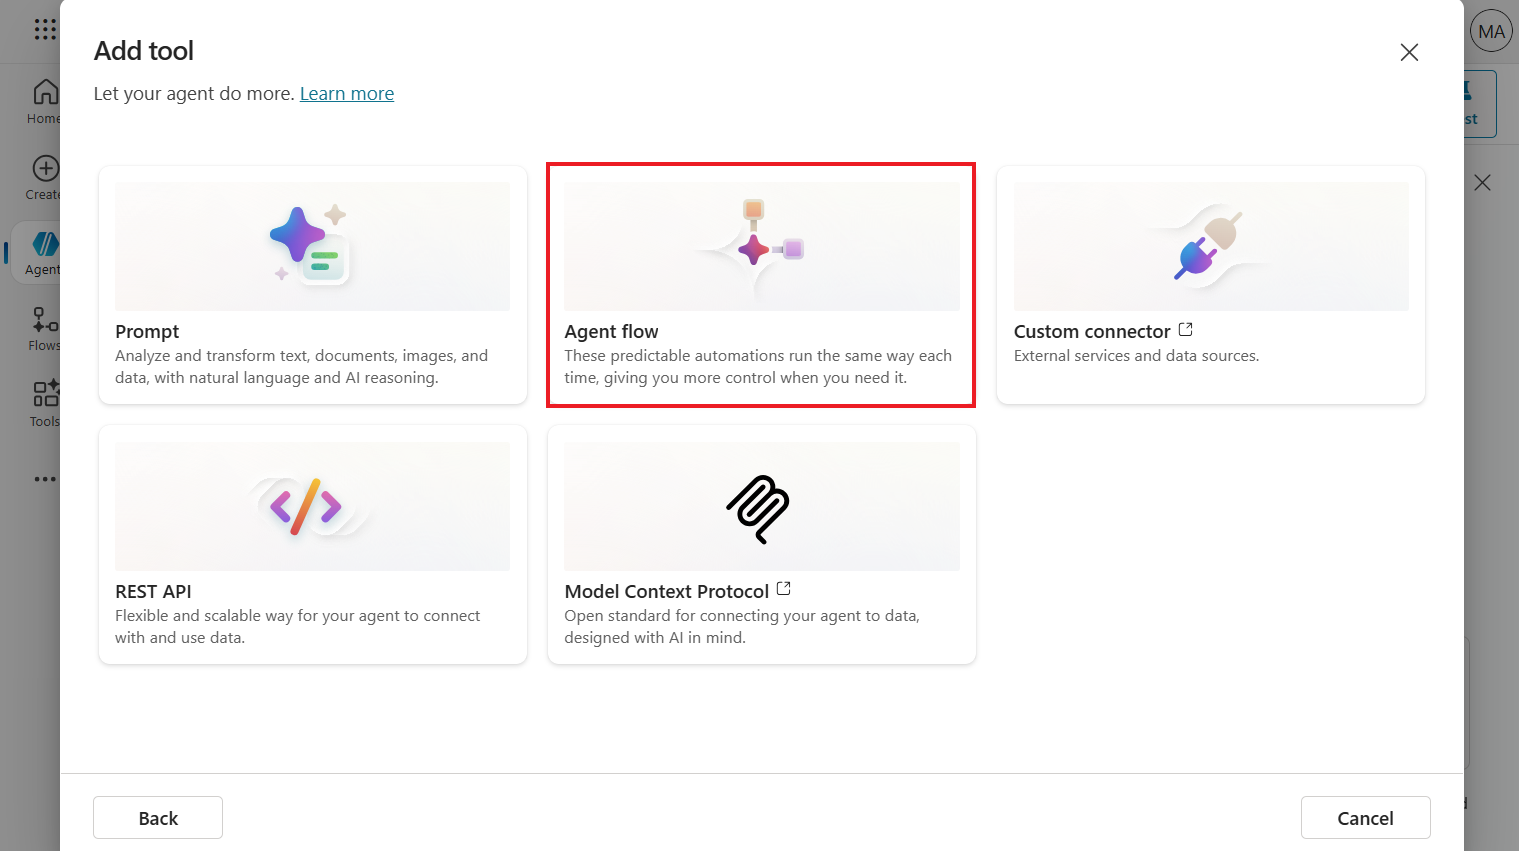 Add tool
MA
Let your agent do more. Learn more
Home
Create
Agent
Flows
Tools
Prompt
Analyze and transform text, documents, images, and
data, with natural language and AI reasoning.
Agent flow
These predictable automations run the same way each
time, giving you more control when you need it.
Custom connector
External services and data sources.
REST API
Flexible and scalable way for your agent to connect
with and use data.
Model Context Protocol
Open standard for connecting your agent to data,
designed with AI in mind.
Back
Cancel